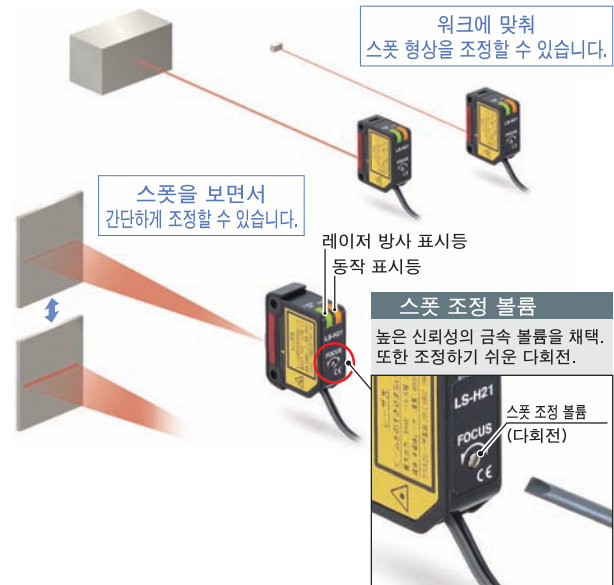 워크에 맞춰
스폿 형상을 조정할 수 있습니다.
LS-H21
FOCUS
스폿을 보면서
간단하게 조정할 수 있습니다.
레이저 방사 표시등
동작 표시등
LS-H21
FOCUS
CE
스폿 조정 볼륨
높은 신뢰성의 금속 볼륨을 채택.
또한 조정하기 쉬운 다회전.
LS-H21
FOCUS
CE
스폿 조정 볼륨
(다회전)